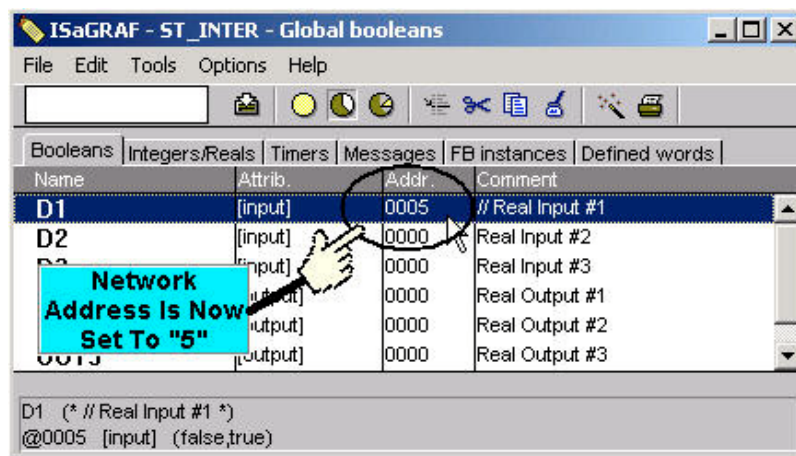 ISaGRAF - ST_INTER - Global booleans
File Edit Tools Options Help
Booleans Integers/Reals Timers Messages FB instances Defined words
Name Attrib. Addr. Comment
D1 [input] 0005 // Real Input #1
D2 [input] 0000 Real Input #2
[input] 0000 Real Input #3
0000 Real Output #1
0000 Real Output #2
0000 Real Output #3
Network
Address Is Now
Set To "5"
D1 (* // Real Input #1 *)
@0005 [input] (false,true)